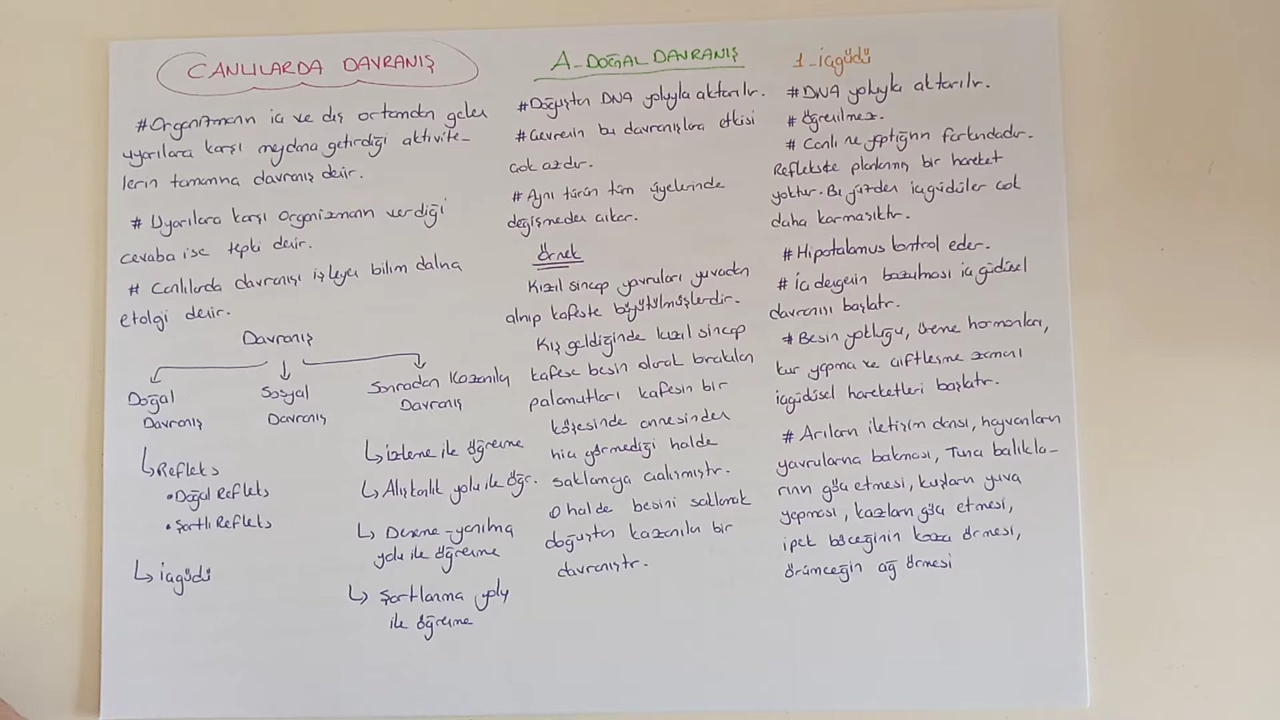 CANLILARDA DAVRANIŞ
#Organizmanın iç ve dış ortamdan gelen
uyarılara karşı meydana getirdiği aktivite-
lerin tamamına davranış denir.
# Uyarılara karşı organizmanın verdiği
cevaba ise tepki denir.
# Canlılarda davranışı işleyen bilim dalına
etoloji denir.
Davranış
Doğal
Davranış
Sosyal
Davranış
Sonradan Kazanılan
Davranış
↳Refleks
•Doğal Refleks
•Şartlı Refleks
↳İçgüdü
↳izleme ile öğrenme
↳Alışkanlık yolu ile öğr.
↳Deneme-yanılma
yolu ile öğrenme
↳Şartlanma yolu
ile öğrenme
A-DOĞAL DAVRANIŞ
#Doğuştan DNA yoluyla aktarılır.
#Çevrenin bu davranışlara etkisi
çok azdır.
# Aynı türün tüm üyelerinde
değişmeden çıkar.
Örnek
Kızıl sincap yavruları yuvadan
alınıp kafeste büyütülmüşlerdir.
Kış geldiğinde kızıl sincap
kafese besin olarak bırakılan
palamutları kafesin bir
köşesinde annesinden
hiç görmediği halde
saklamaya çalışmıştır.
O halde besini saklamak
doğuştan kazanılan bir
davranıştır.
1-İçgüdü
#DNA yoluyla aktarılır.
# Öğrenilmez.
# Canlı ne yaptığının farkındadır.
Reflekste planlanmış bir hareket
yoktur. Bu yüzden içgüdüler çok
daha karmaşıktır.
#Hipotalamus kontrol eder.
# İç dengenin bozulması içgüdüsel
davranışı başlatır.
#Besin yokluğu, üreme hormonları,
kur yapma ve çiftleşme zamanı
içgüdüsel hareketleri başlatır.
# Arıların iletişim dansı, hayvanların
yavrularına bakması, Tuna balıkla-
rının göç etmesi, kuşların yuva
yapması, kazların göç etmesi,
ipek böceğinin koza örmesi,
örümceğin ağ örmesi